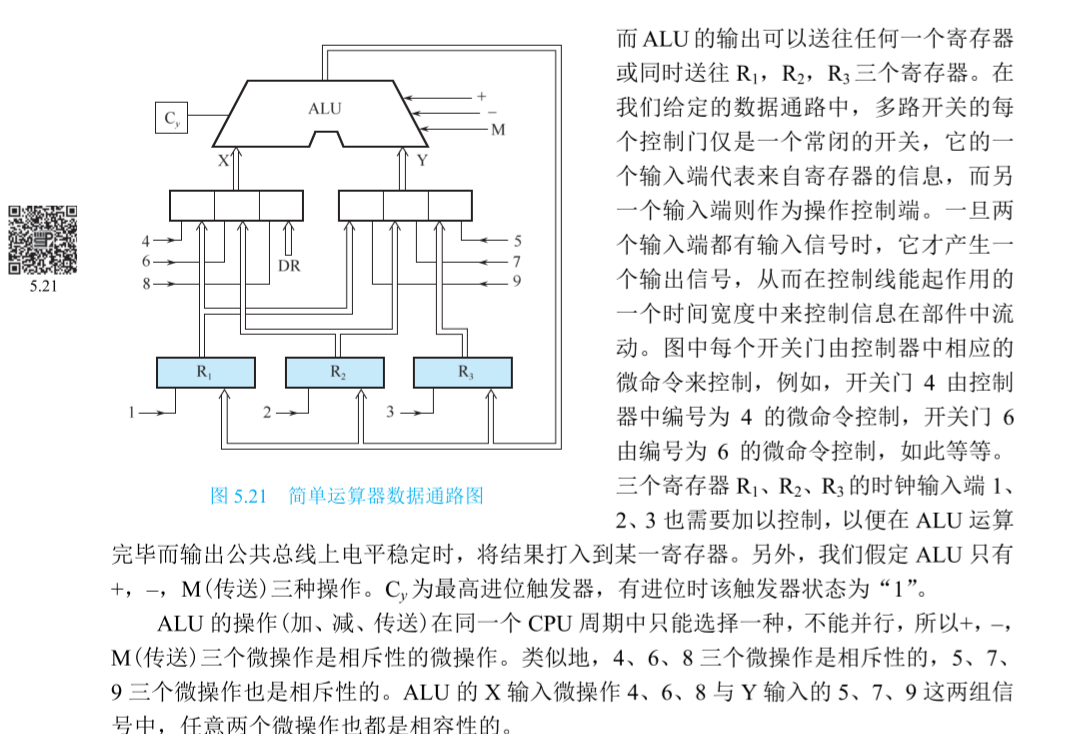 而 ALU 的输出可以送往任何一个寄存器
或同时送往 R₁，R₂，R₃ 三个寄存器。在
我们给定的数据通路中，多路开关的每
个控制门仅是一个常闭的开关，它的一
个输入端代表来自寄存器的信息，而另
一个输入端则作为操作控制端。一旦两
个输入端都有输入信号时，它才产生一
个输出信号，从而在控制线能起作用的
一个时间宽度中来控制信息在部件中流
动。图中每个开关门由控制器中相应的
微命令来控制，例如，开关门 4 由控制
器中编号为 4 的微命令控制，开关门 6
由编号为 6 的微命令控制，如此等等。
三个寄存器 R₁、R₂、R₃ 的时钟输入端 1、
2、3 也需要加以控制，以便在 ALU 运算
ALU
+
−
M
Cy
X
Y
4
6
8
DR
5
7
9
R₁
R₂
R₃
1
2
3
5.21
图 5.21 简单运算器数据通路图
完毕而输出公共总线上电平稳定时，将结果打入到某一寄存器。另外，我们假定 ALU 只有
+，−，M(传送)三种操作。Cy 为最高进位触发器，有进位时该触发器状态为“1”。
ALU 的操作(加、减、传送)在同一个 CPU 周期中只能选择一种，不能并行，所以+，−，
M(传送)三个微操作是相斥性的微操作。类似地，4、6、8 三个微操作是相斥性的，5、7、
9 三个微操作也是相斥性的。ALU 的 X 输入微操作 4、6、8 与 Y 输入的 5、7、9 这两组信
号中，任意两个微操作也都是相容性的。